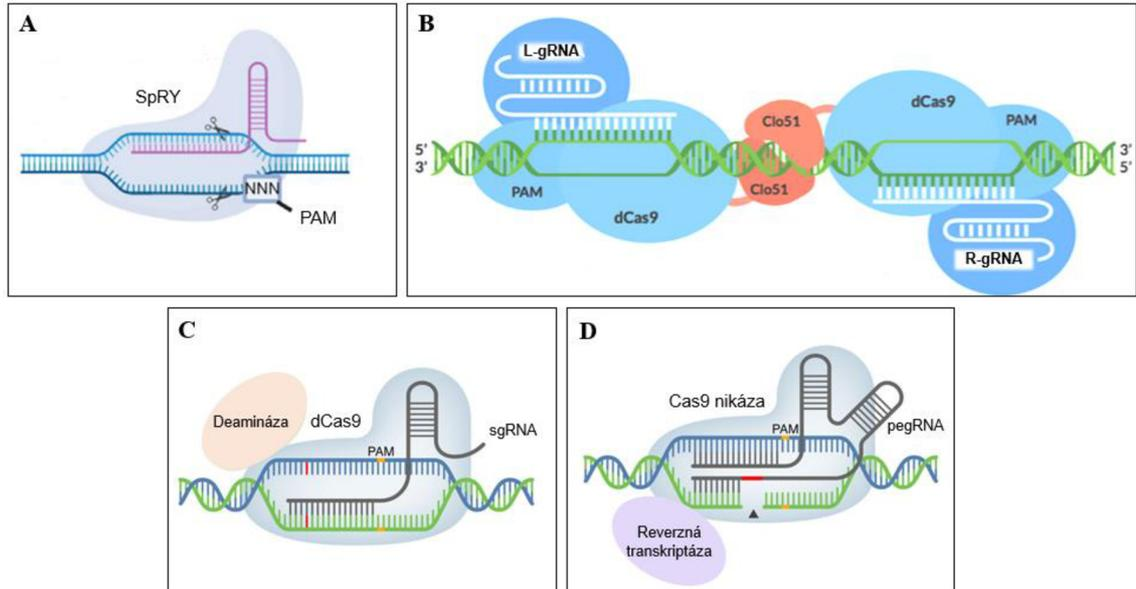 A
SpRY
NNN
PAM
B
L-gRNA
dCas9
PAM
Clo51
5’
3’
3’
5’
PAM
Clo51
dCas9
R-gRNA
C
Deamináza
dCas9
sgRNA
PAM
D
Cas9 nikáza
PAM
pegRNA
Reverzná
transkriptáza